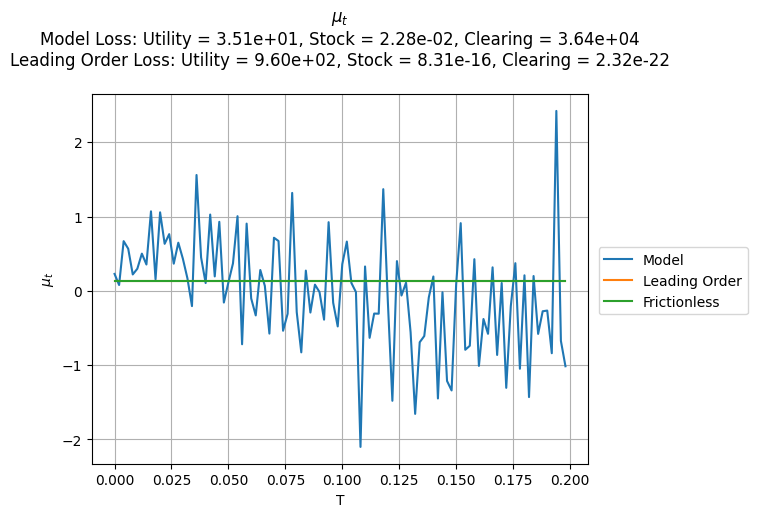 μₜ
Model Loss: Utility = 3.51e+01, Stock = 2.28e-02, Clearing = 3.64e+04
Leading Order Loss: Utility = 9.60e+02, Stock = 8.31e-16, Clearing = 2.32e-22
μₜ
2
1
0
−1
−2
0.000 0.025 0.050 0.075 0.100 0.125 0.150 0.175 0.200
T
Model
Leading Order
Frictionless